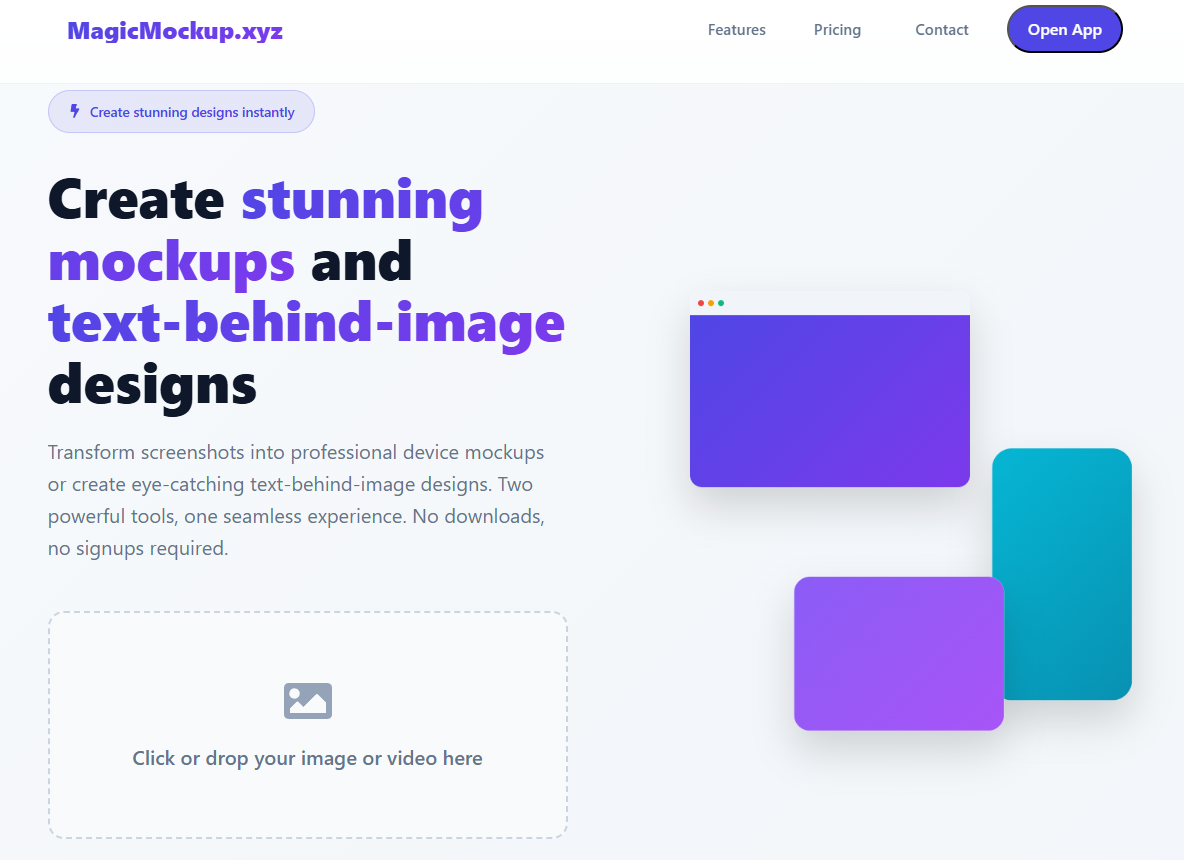 MagicMockup.xyz
Features
Pricing
Contact
Open App
Create stunning designs instantly
Create stunning
mockups and
text-behind-image
designs
Transform screenshots into professional device mockups
or create eye-catching text-behind-image designs. Two
powerful tools, one seamless experience. No downloads,
no signups required.
Click or drop your image or video here